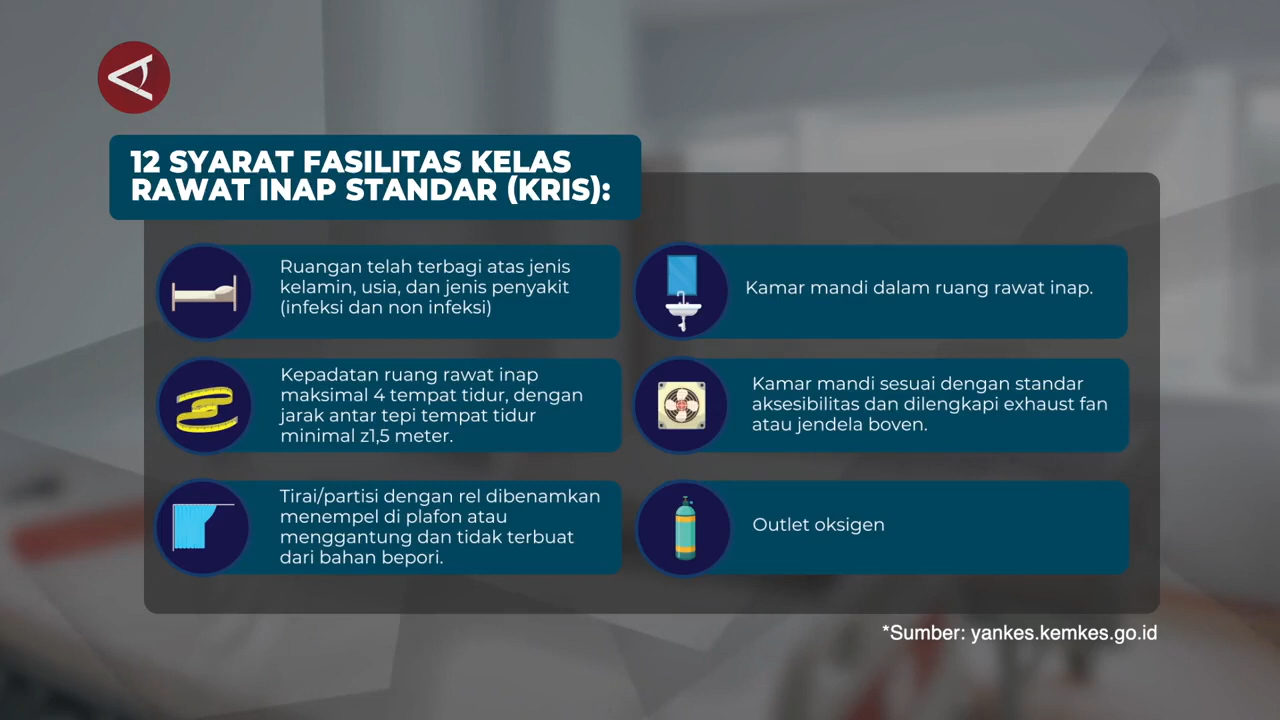 12 SYARAT FASILITAS KELAS
RAWAT INAP STANDAR (KRIS):
Ruangan telah terbagi atas jenis
kelamin, usia, dan jenis penyakit
(infeksi dan non infeksi)
Kepadatan ruang rawat inap
maksimal 4 tempat tidur, dengan
jarak antar tepi tempat tidur
minimal z1,5 meter.
Tirai/partisi dengan rel dibenamkan
menempel di plafon atau
menggantung dan tidak terbuat
dari bahan bepori.
Kamar mandi dalam ruang rawat inap.
Kamar mandi sesuai dengan standar
aksesibilitas dan dilengkapi exhaust fan
atau jendela boven.
Outlet oksigen
*Sumber: yankes.kemkes.go.id